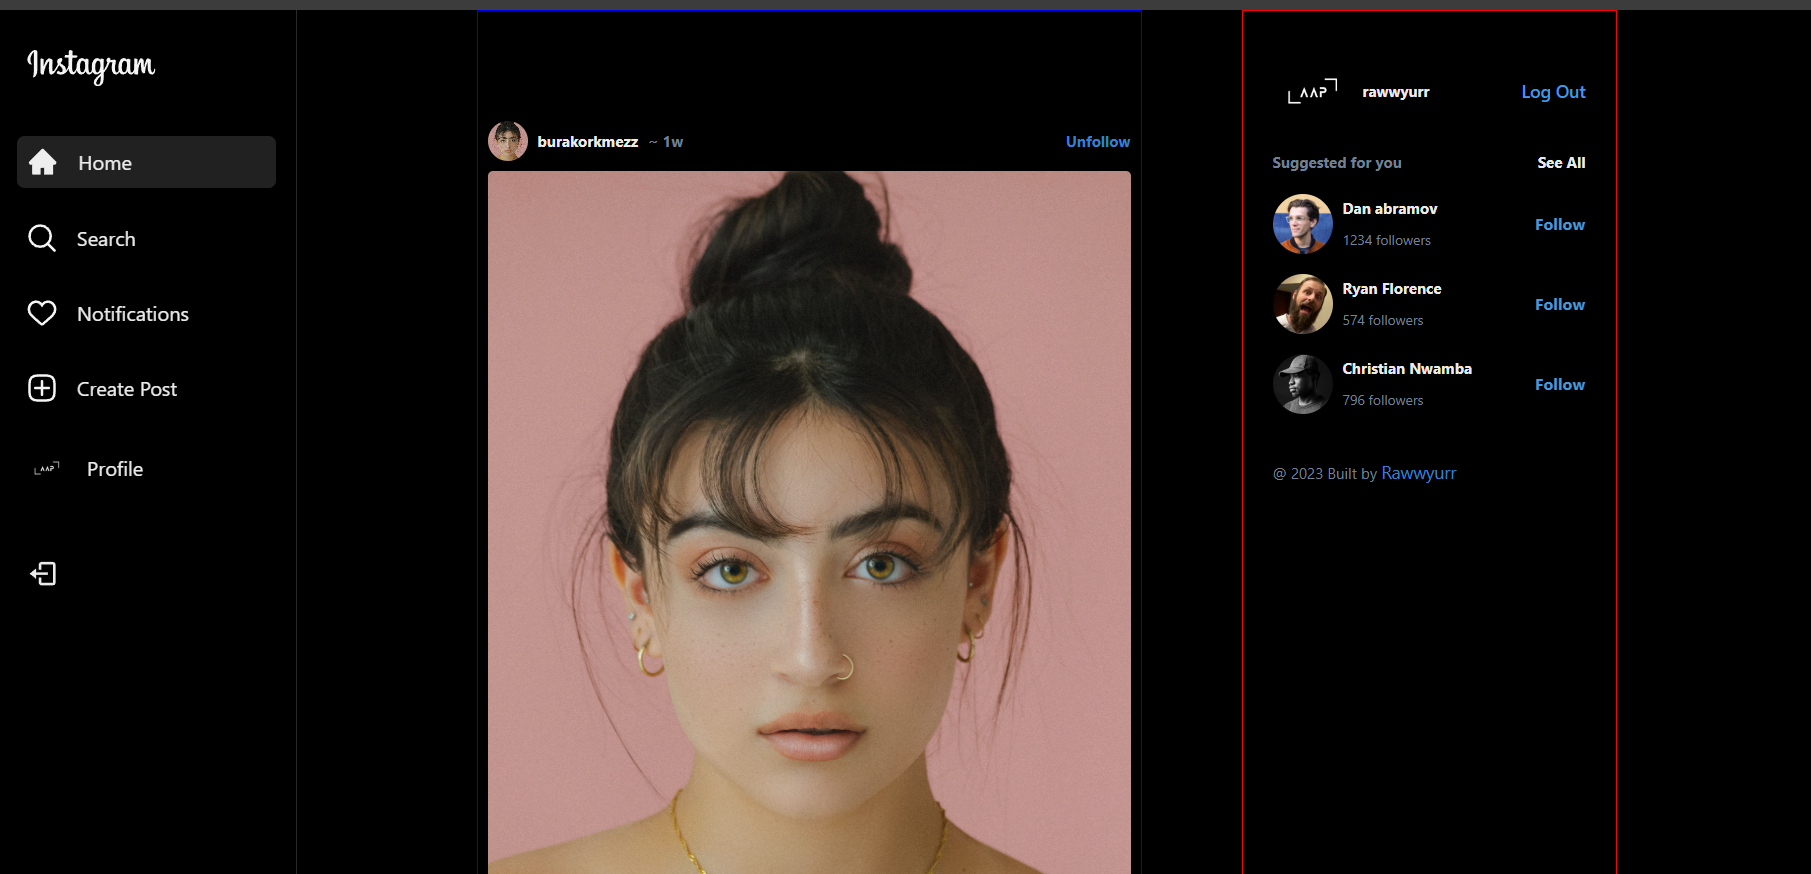 Instagram
Home
Search
Notifications
Create Post
AAP Profile
burakorkmezz ~ 1w Unfollow
AAP rawwyurr Log Out
Suggested for you See All
Dan abramov
1234 followers
Follow
Ryan Florence
574 followers
Follow
Christian Nwamba
796 followers
Follow
@ 2023 Built by Rawwyurr